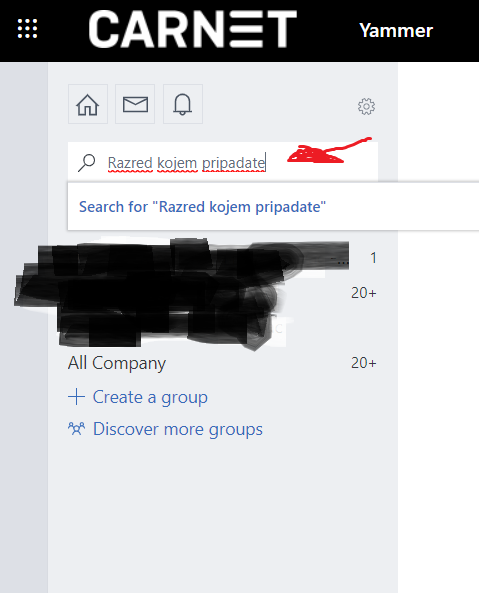 CARNET
Yammer
Razred kojem pripadate
Search for "Razred kojem pripadate"
... 1
20+
All Company 20+
Create a group
Discover more groups